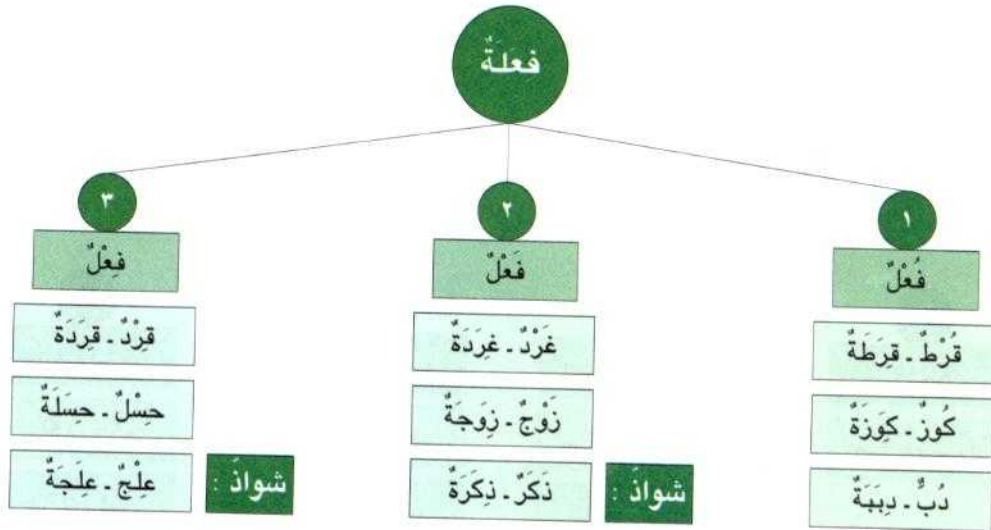 فِعَلَةٌ
١
فُعْلٌ
قُرْطٌ - قِرَطَةٌ
كُوزٌ - كِوَزَةٌ
دُبٌّ - دِبَبَةٌ
٢
فَعْلٌ
غَرْدٌ - غِرَدَةٌ
زَوْجٌ - زِوَجَةٌ
شواذّ :
ذَكَرٌ - ذِكَرَةٌ
٣
فِعْلٌ
قِرْدٌ - قِرَدَةٌ
حِسْلٌ - حِسَلَةٌ
شواذّ :
عِلْجٌ - عِلَجَةٌ